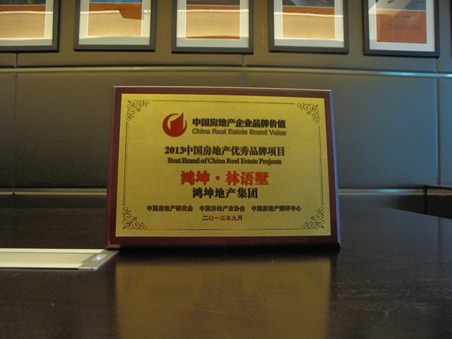 中国房地产企业品牌价值
China Real Estate Brand Value
2013中国房地产优秀品牌项目
Best Brand of China Real Estate Projects
鸿坤·林语墅
鸿坤地产集团
中国房地产研究会 中国房地产业协会 中国房地产测评中心
二〇一三年九月